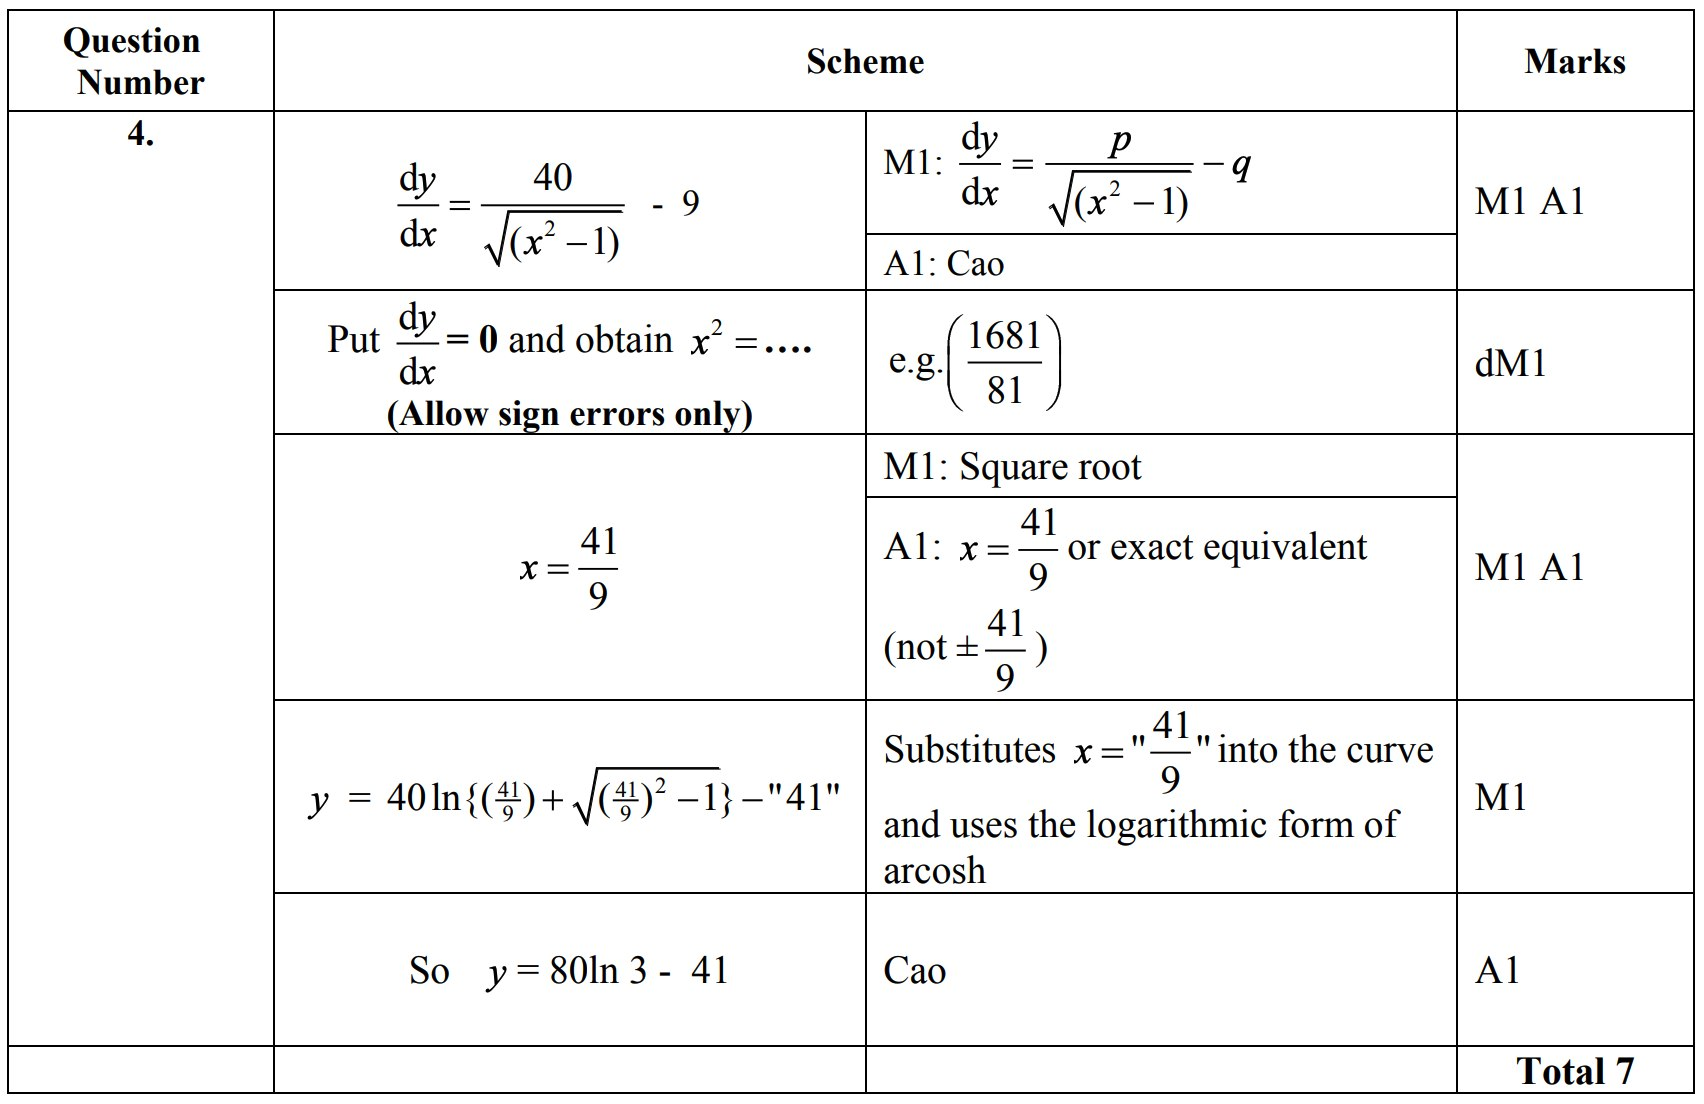 Question Number Scheme Marks
4.
dy/dx = 40/√(x² − 1) - 9
M1: dy/dx = p/√(x² − 1) − q
M1 A1
A1: Cao
Put dy/dx = 0 and obtain x² = ….
(Allow sign errors only)
e.g. (1681/81)
dM1
x = 41/9
M1: Square root
A1: x = 41/9 or exact equivalent
(not ± 41/9 )
M1 A1
y = 40 ln{(41/9) + √((41/9)² − 1)} − "41"
Substitutes x = "41/9" into the curve
and uses the logarithmic form of
arcosh
M1
So y = 80ln 3 - 41
Cao
A1
Total 7